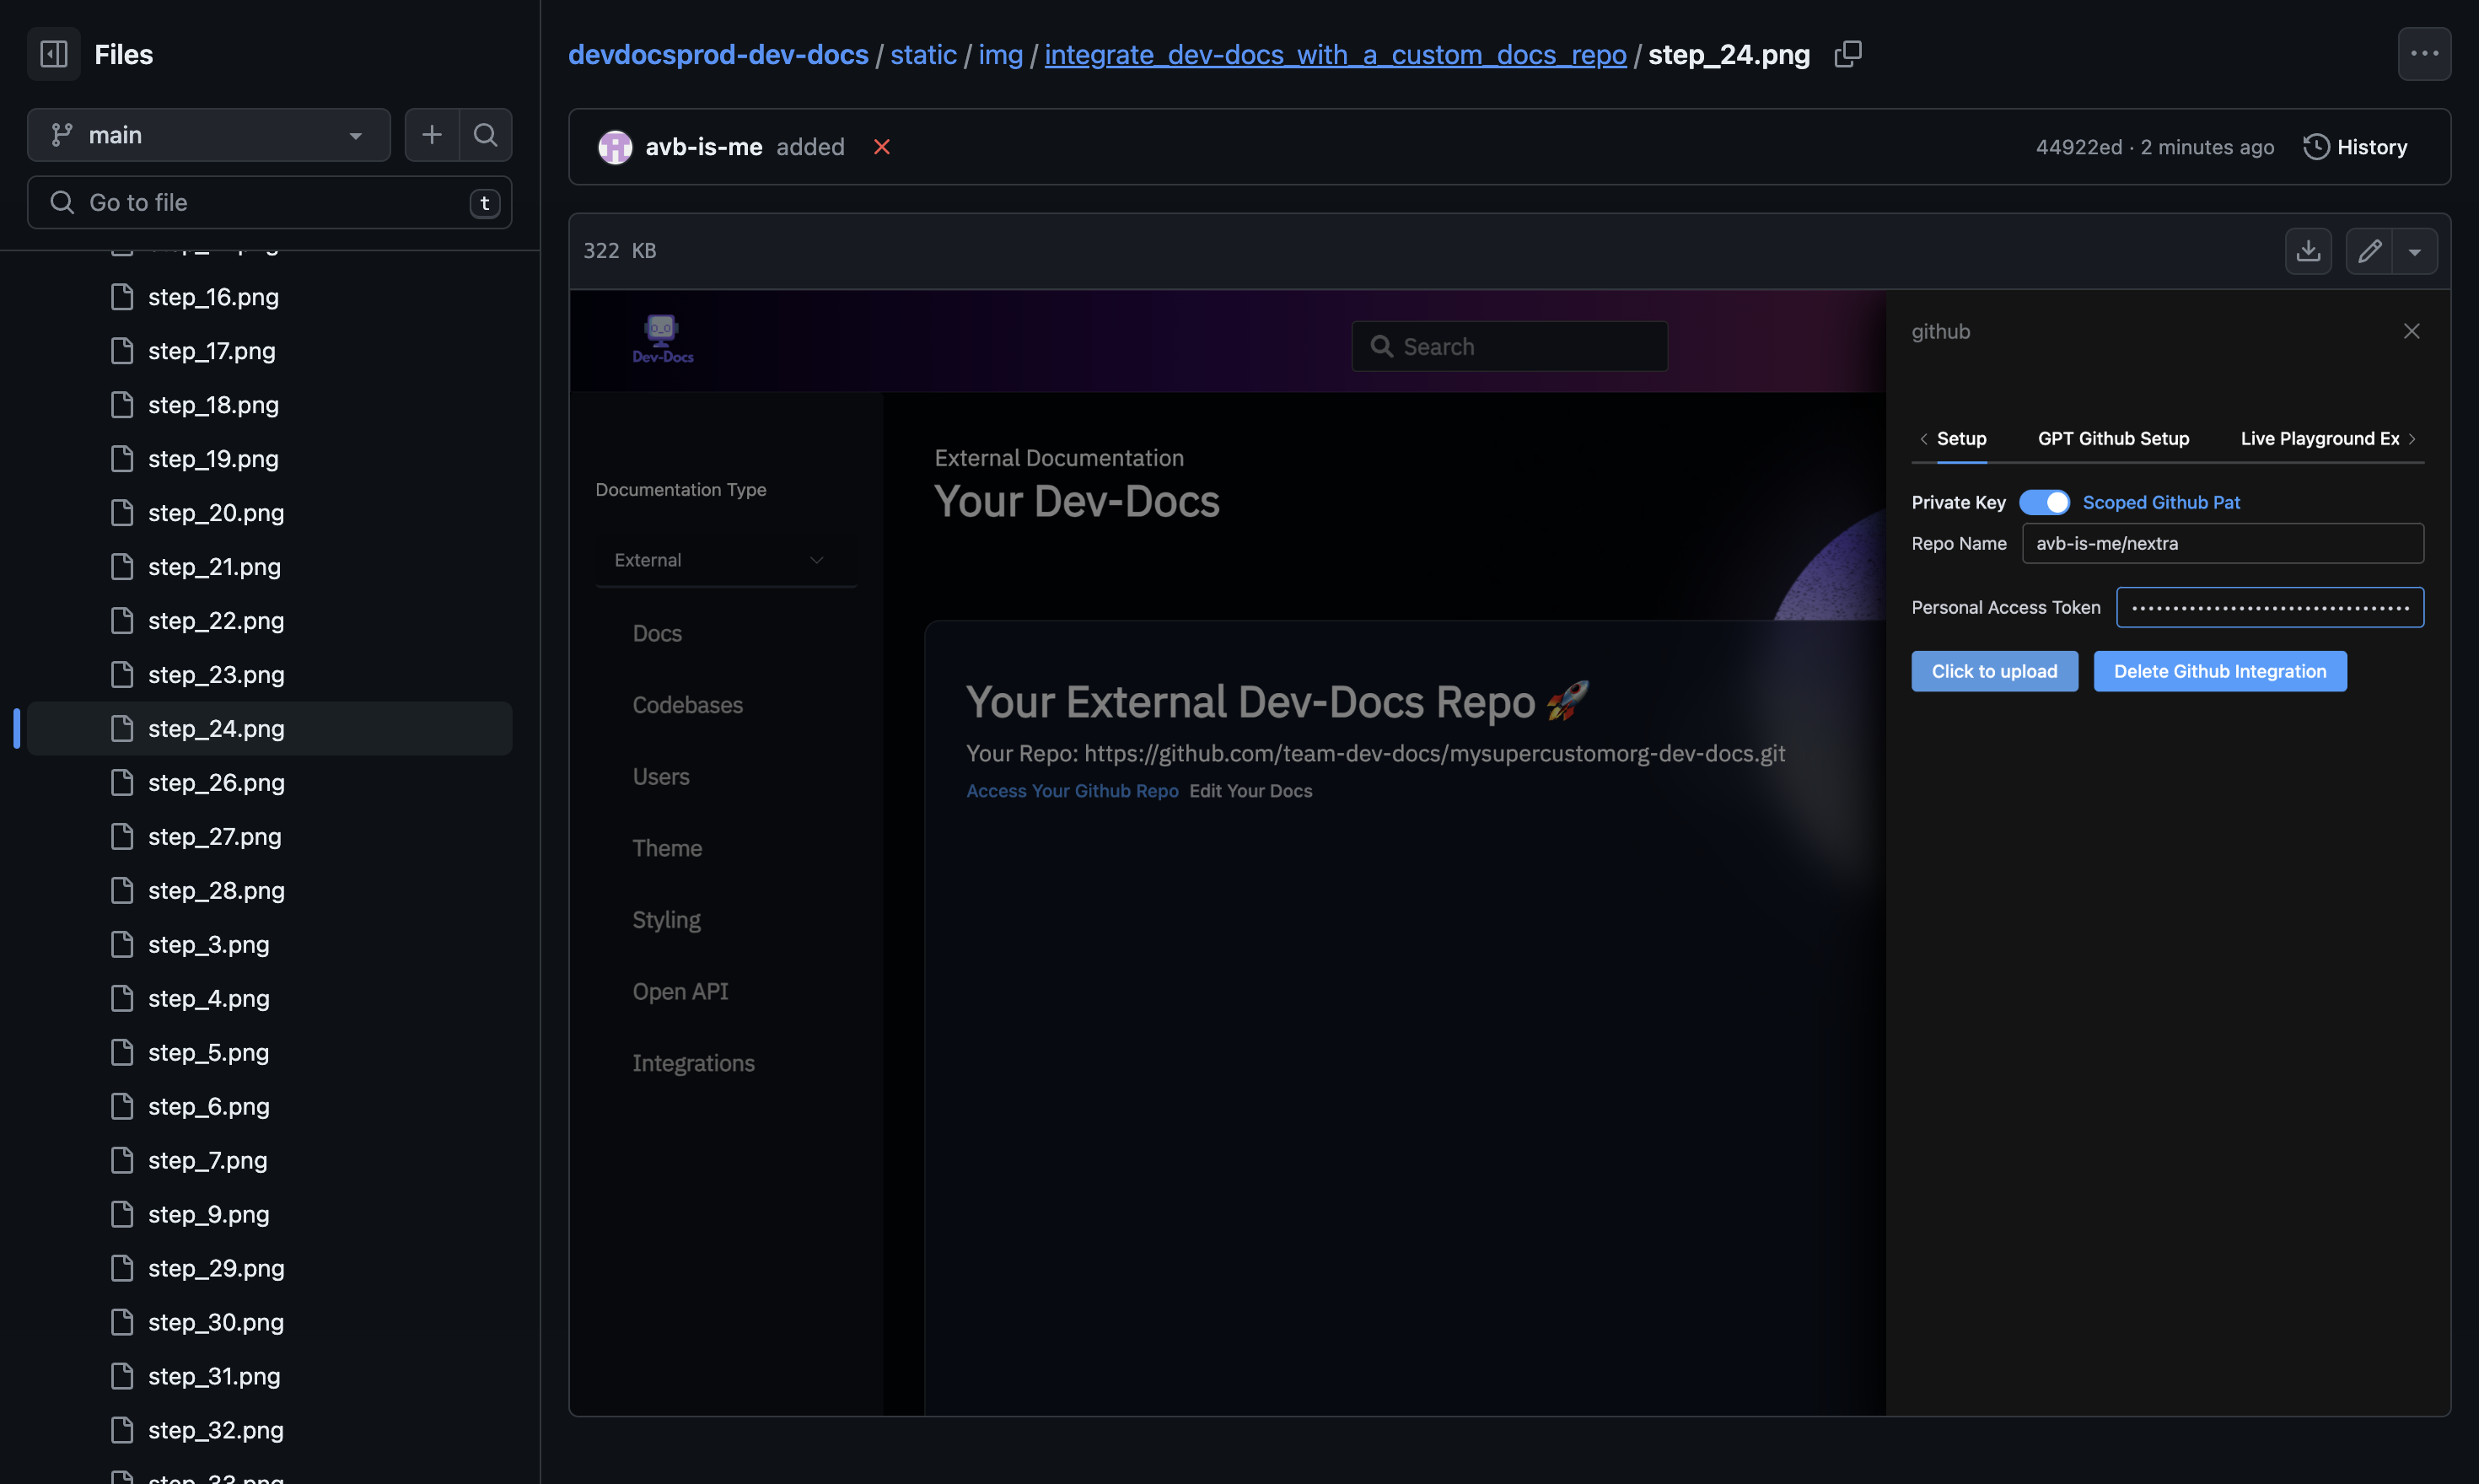 Files
main
Go to file
t
step_16.png
step_17.png
step_18.png
step_19.png
step_20.png
step_21.png
step_22.png
step_23.png
step_24.png
step_26.png
step_27.png
step_28.png
step_3.png
step_4.png
step_5.png
step_6.png
step_7.png
step_9.png
step_29.png
step_30.png
step_31.png
step_32.png
step_33.png
devdocsprod-dev-docs / static / img / integrate_dev-docs_with_a_custom_docs_repo / step_24.png
avb-is-me added
44922ed · 2 minutes ago
History
322 KB
Dev-Docs
Search
Documentation Type
External
Docs
Codebases
Users
Theme
Styling
Open API
Integrations
External Documentation
Your Dev-Docs
Your External Dev-Docs Repo 🚀
Your Repo: https://github.com/team-dev-docs/mysupercustomorg-dev-docs.git
Access Your Github Repo Edit Your Docs
github
Setup GPT Github Setup Live Playground Ex
Private Key Scoped Github Pat
Repo Name avb-is-me/nextra
Personal Access Token ••••••••••••••••••••••••••••••••••
Click to upload Delete Github Integration